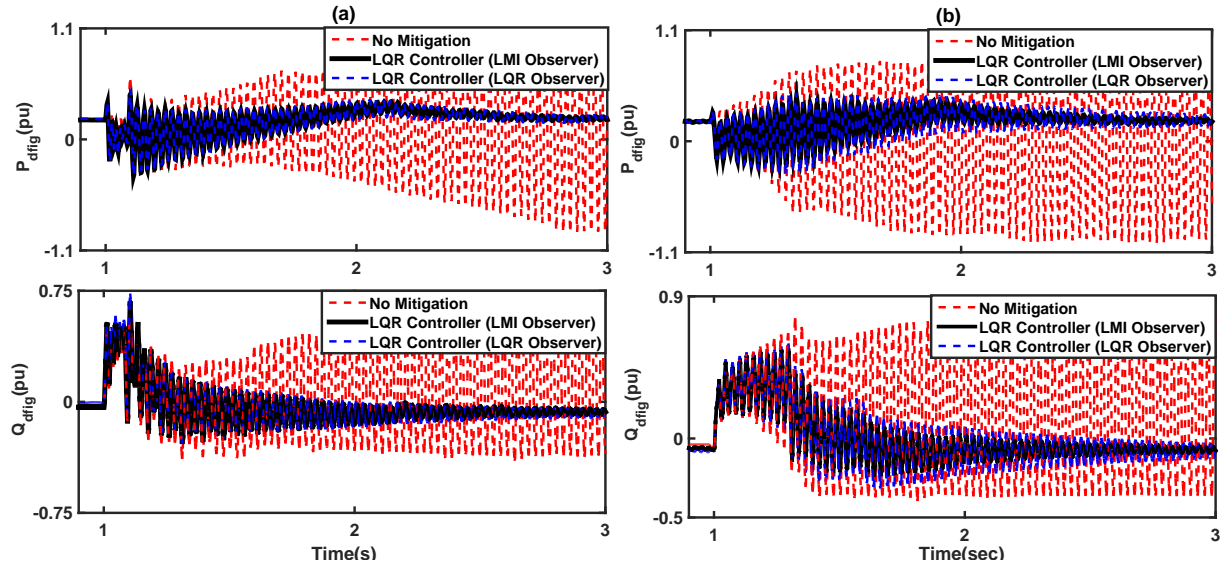 (a)
1.1
0
-1.1
P_dfig(pu)
No Mitigation
LQR Controller (LMI Observer)
LQR Controller (LQR Observer)
1
2
3
(b)
1.1
0
-1.1
P_dfig(pu)
No Mitigation
LQR Controller (LMI Observer)
LQR Controller (LQR Observer)
1
2
3
0.75
0
-0.75
Q_dfig(pu)
No Mitigation
LQR Controller (LMI Observer)
LQR Controller (LQR Observer)
1
2
3
Time(s)
0.9
0
-0.5
Q_dfig(pu)
No Mitigation
LQR Controller (LMI Observer)
LQR Controller (LQR Observer)
1
2
3
Time(sec)